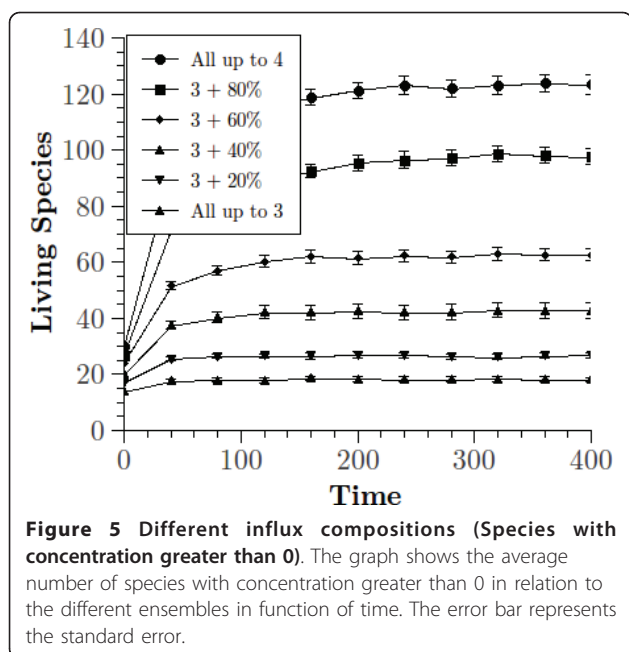 140
120
100
80
60
40
20
0
Living Species
All up to 4
3 + 80%
3 + 60%
3 + 40%
3 + 20%
All up to 3
0 100 200 300 400
Time
Figure 5 Different influx compositions (Species with
concentration greater than 0). The graph shows the average
number of species with concentration greater than 0 in relation to
the different ensembles in function of time. The error bar represents
the standard error.